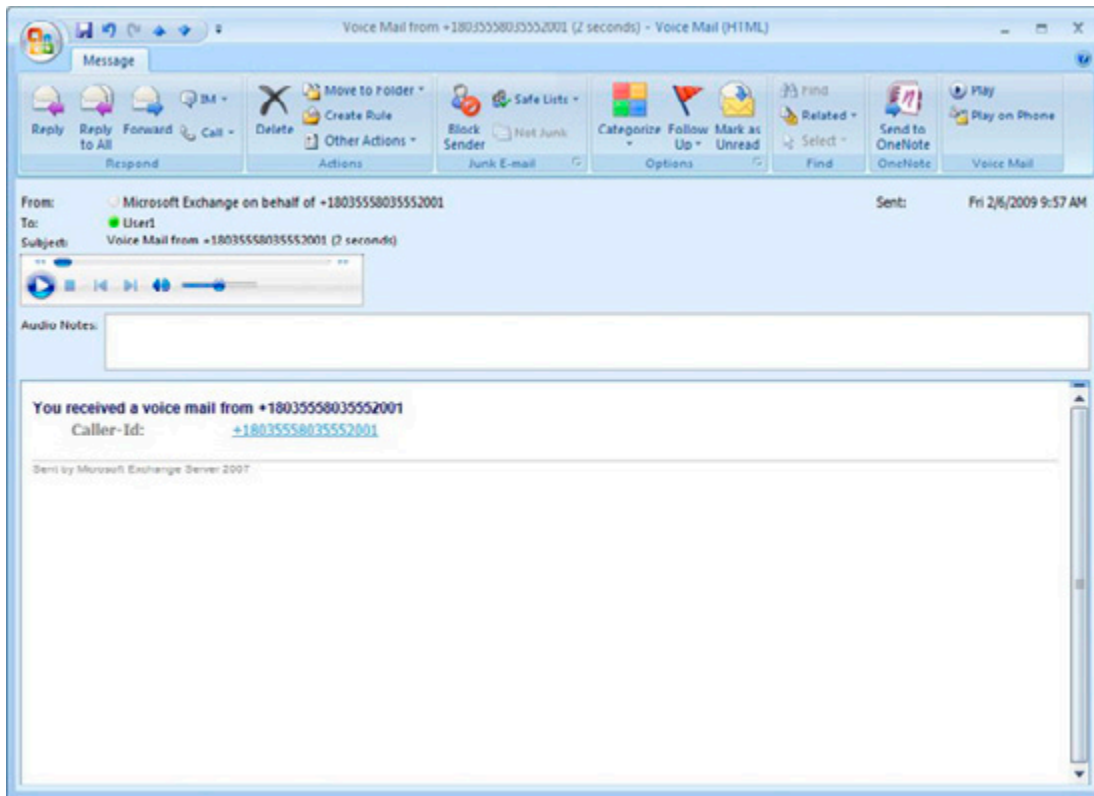 Voice Mail from +18035558035552001 (2 seconds) - Voice Mail (HTML)
Message
Reply
Reply to All
Forward
IM
Call
Respond
Delete
Move to Folder
Create Rule
Other Actions
Actions
Block Sender
Safe Lists
Not Junk
Junk E-mail
Categorize
Follow Up
Mark as Unread
Options
Find
Related
Select
Find
Send to OneNote
OneNote
Play
Play on Phone
Voice Mail
From: Microsoft Exchange on behalf of +18035558035552001 Sent: Fri 2/6/2009 9:57 AM
To: User1
Subject: Voice Mail from +18035558035552001 (2 seconds)
Audio Notes:
You received a voice mail from +18035558035552001
Caller-Id: +18035558035552001
Sent by Microsoft Exchange Server 2007